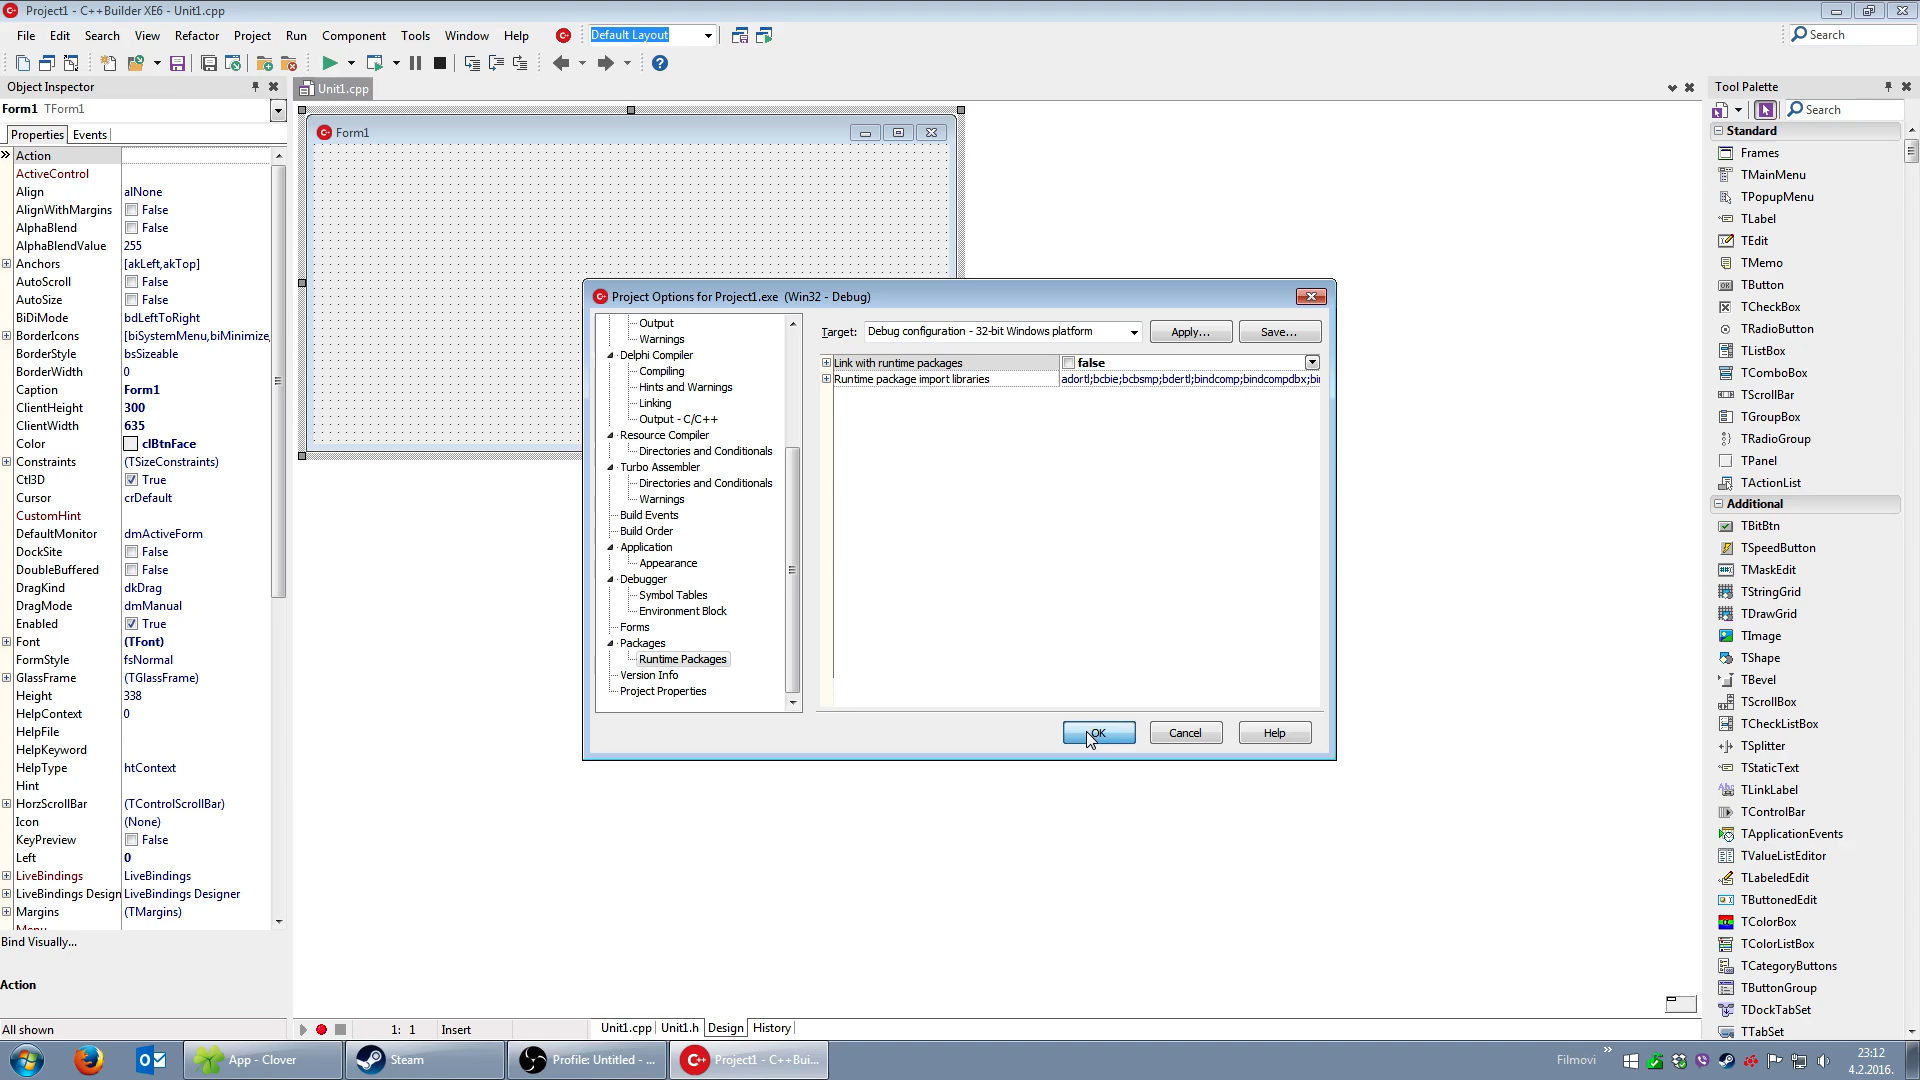 Project1 - C++Builder XE6 - Unit1.cpp
File Edit Search View Refactor Project Run Component Tools Window Help Default Layout Search
Object Inspector
Unit1.cpp
Tool Palette
Form1 TForm1
Search
Properties Events
Action
ActiveControl
Align alNone
AlignWithMargins False
AlphaBlend False
AlphaBlendValue 255
Anchors [akLeft,akTop]
AutoScroll False
AutoSize False
BiDiMode bdLeftToRight
BorderIcons [biSystemMenu,biMinimize,
BorderStyle bsSizeable
BorderWidth 0
Caption Form1
ClientHeight 300
ClientWidth 635
Color clBtnFace
Constraints (TSizeConstraints)
Ctl3D True
Cursor crDefault
CustomHint
DefaultMonitor dmActiveForm
DockSite False
DoubleBuffered False
DragKind dkDrag
DragMode dmManual
Enabled True
Font (TFont)
FormStyle fsNormal
GlassFrame (TGlassFrame)
Height 338
HelpContext 0
HelpFile
HelpKeyword
HelpType htContext
Hint
HorzScrollBar (TControlScrollBar)
Icon (None)
KeyPreview False
Left 0
LiveBindings LiveBindings
LiveBindings Design LiveBindings Designer
Margins (TMargins)
Bind Visually...
Action
All shown
Form1
Project Options for Project1.exe (Win32 - Debug)
Output
Warnings
Delphi Compiler
Compiling
Hints and Warnings
Linking
Output - C/C++
Resource Compiler
Directories and Conditionals
Turbo Assembler
Directories and Conditionals
Warnings
Build Events
Build Order
Application
Appearance
Debugger
Symbol Tables
Environment Block
Forms
Packages
Runtime Packages
Version Info
Project Properties
Target: Debug configuration - 32-bit Windows platform Apply... Save...
Link with runtime packages false
Runtime package import libraries adortl;bcbie;bcbsmp;bdertl;bindcomp;bindcompdbx;bi
OK Cancel Help
Standard
Frames
TMainMenu
TPopupMenu
TLabel
TEdit
TMemo
TButton
TCheckBox
TRadioButton
TListBox
TComboBox
TScrollBar
TGroupBox
TRadioGroup
TPanel
TActionList
Additional
TBitBtn
TSpeedButton
TMaskEdit
TStringGrid
TDrawGrid
TImage
TShape
TBevel
TScrollBox
TCheckListBox
TSplitter
TStaticText
TLinkLabel
TControlBar
TApplicationEvents
TValueListEditor
TLabeledEdit
TButtonedEdit
TColorBox
TColorListBox
TCategoryButtons
TButtonGroup
TDockTabSet
TTabSet
1: 1 Insert Unit1.cpp Unit1.h Design History
App - Clover Steam Profile: Untitled - ... Project1 - C++Bui... Filmovi
23:12
4.2.2016.